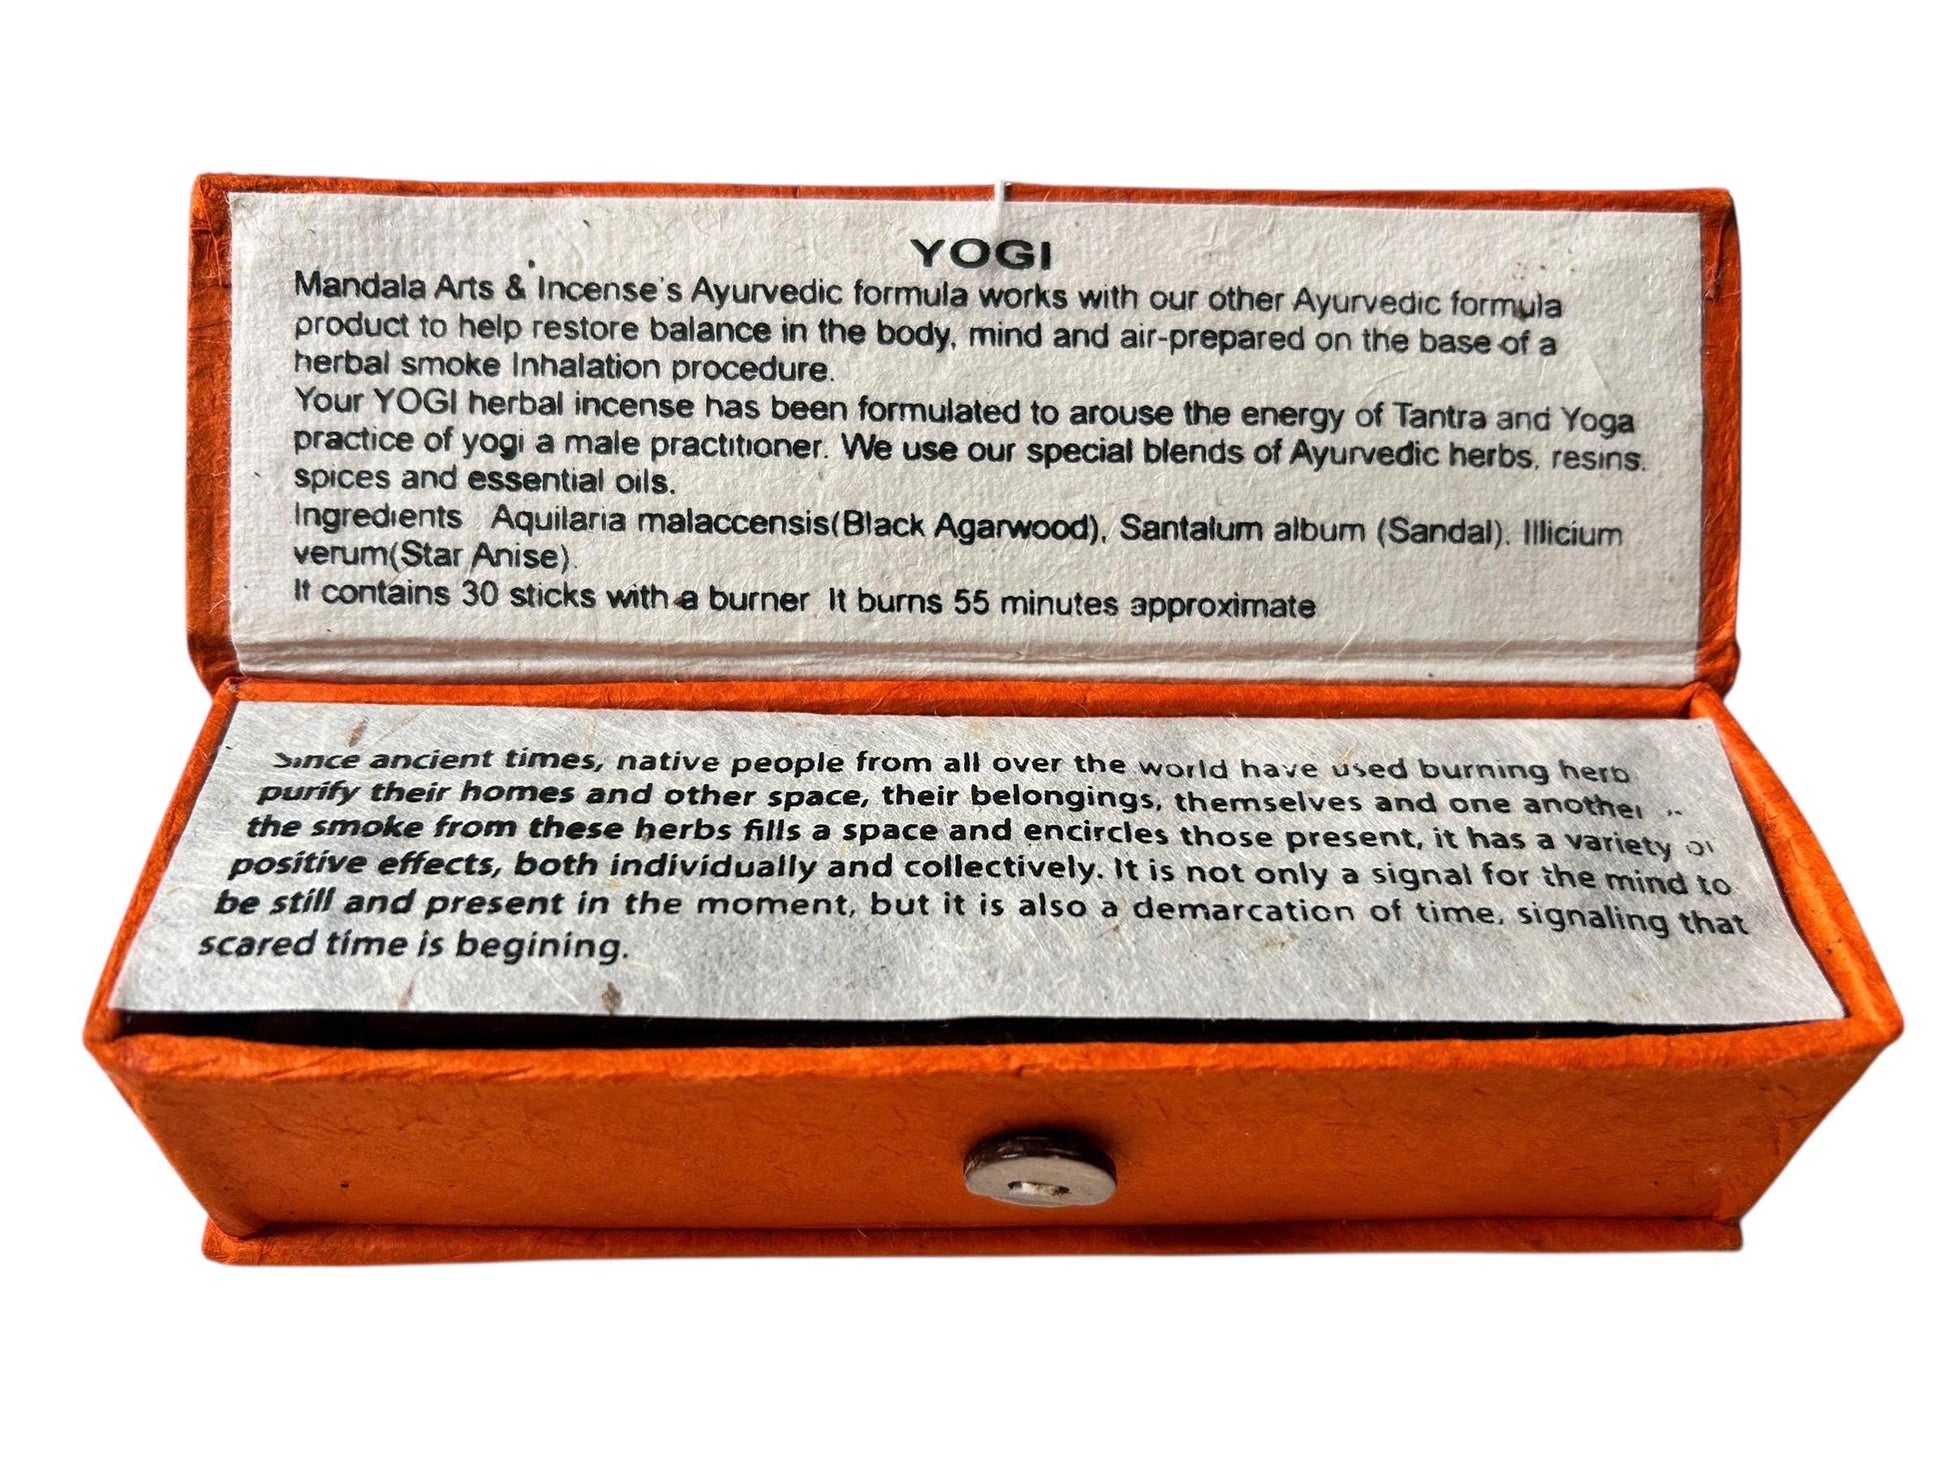 YOGI
Mandala Arts & Incense's Ayurvedic formula works with our other Ayurvedic formula
product to help restore balance in the body, mind and air-prepared on the base of a
herbal smoke Inhalation procedure.
Your YOGI herbal incense has been formulated to arouse the energy of Tantra and Yoga
practice of yogi a male practitioner. We use our special blends of Ayurvedic herbs, resins,
spices and essential oils.
Ingredients Aquilaria malaccensis(Black Agarwood), Santalum album (Sandal). Illicium
verum(Star Anise).
It contains 30 sticks with a burner It burns 55 minutes approximate
Since ancient times, native people from all over the world have used burning herb
purify their homes and other space, their belongings, themselves and one another
the smoke from these herbs fills a space and encircles those present, it has a variety of
positive effects, both individually and collectively. It is not only a signal for the mind to
be still and present in the moment, but it is also a demarcation of time, signaling that
scared time is begining.